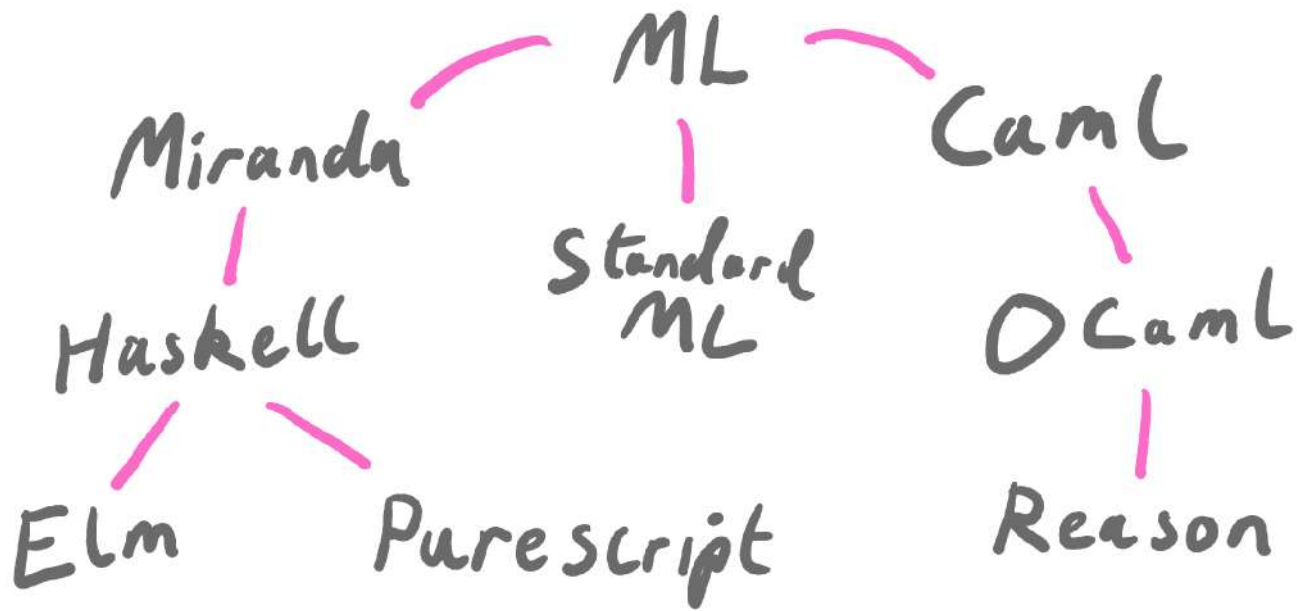 ML
Miranda
Caml
Standard
ML
Haskell
OCaml
Elm
Purescript
Reason